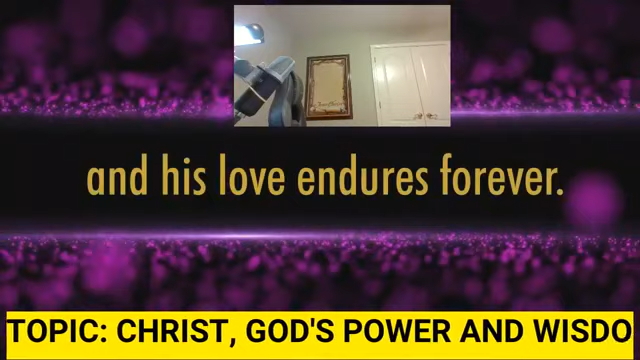 and his love endures forever.
TOPIC: CHRIST, GOD'S POWER AND WISDO